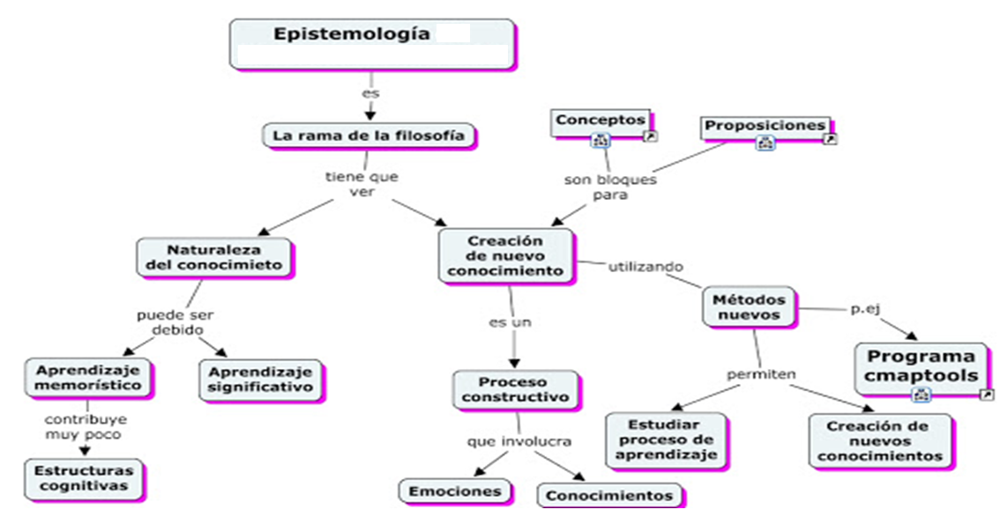 Epistemología
es
La rama de la filosofía
Conceptos
Proposiciones
tiene que
ver
son bloques
para
Naturaleza
del conocimieto
Creación
de nuevo
conocimiento
utilizando
Métodos
nuevos
p.ej
Programa
cmaptools
puede ser
debido
es un
permiten
Aprendizaje
memorístico
Aprendizaje
significativo
Proceso
constructivo
Estudiar
proceso de
aprendizaje
Creación de
nuevos
conocimientos
contribuye
muy poco
que involucra
Estructuras
cognitivas
Emociones
Conocimientos